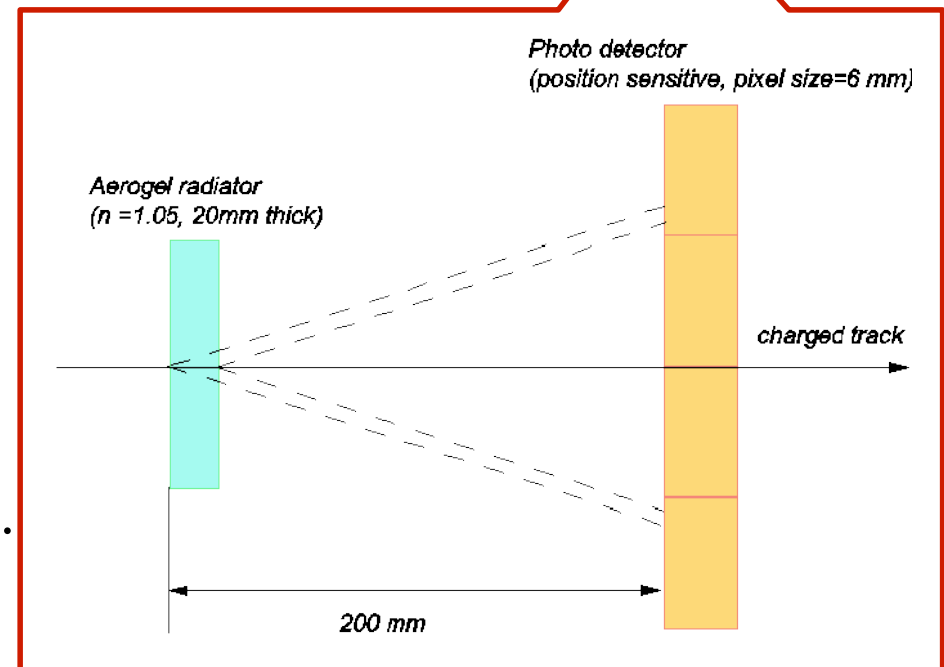 Photo detector
(position sensitive, pixel size=6 mm)
Aerogel radiator
(n =1.05, 20mm thick)
charged track
200 mm